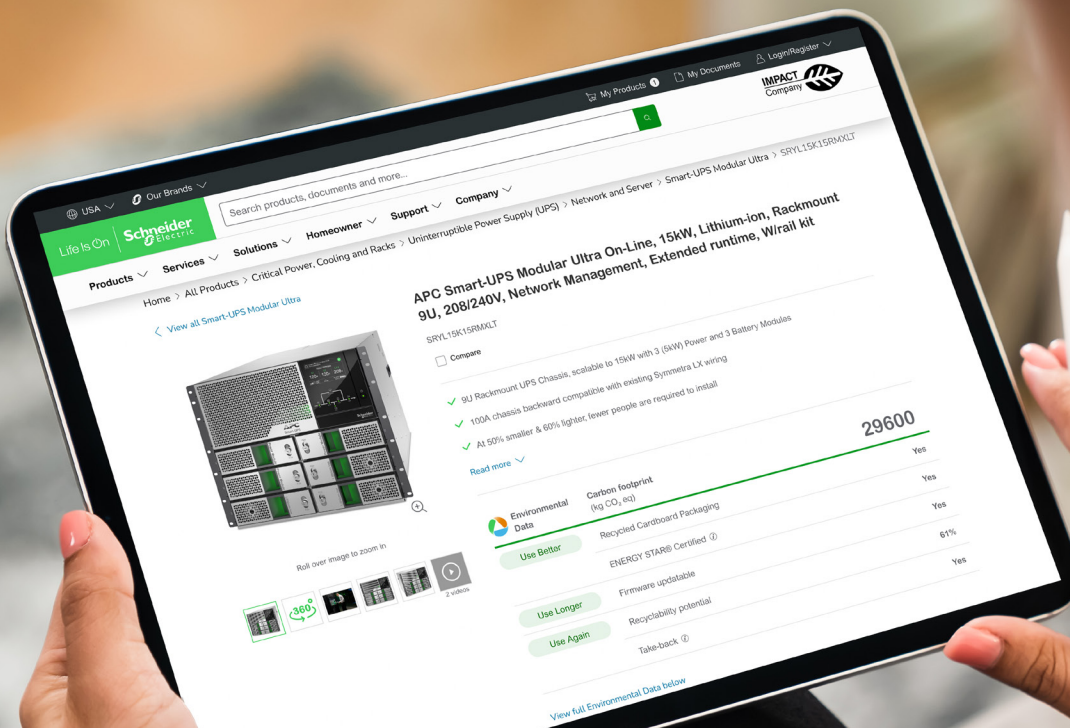 USA
Our Brands
My Products 1
My Documents
Login/Register
Life Is On
Schneider
Electric
Search products, documents and more...
IMPACT
Company
Products
Services
Solutions
Homeowner
Support
Company
Home > All Products > Critical Power, Cooling and Racks > Uninterruptible Power Supply (UPS) > Network and Server > Smart-UPS Modular Ultra > SRYL15K15RMXLT
View all Smart-UPS Modular Ultra
APC Smart-UPS Modular Ultra On-Line, 15kW, Lithium-ion, Rackmount
9U, 208/240V, Network Management, Extended runtime, W/rail kit
SRYL15K15RMXLT
Compare
9U Rackmount UPS Chassis, scalable to 15kW with 3 (5kW) Power and 3 Battery Modules
100A chassis backward compatible with existing Symmetra LX wiring
At 50% smaller & 60% lighter, fewer people are required to install
Read more
APC
Roll over image to zoom in
360°
2 videos
Environmental
Data
Carbon footprint
(kg CO₂ eq)
29600
Use Better
Recycled Cardboard Packaging
Yes
ENERGY STAR® Certified
Yes
Use Longer
Firmware updatable
Yes
Use Again
Recyclability potential
61%
Take-back
Yes
View full Environmental Data below